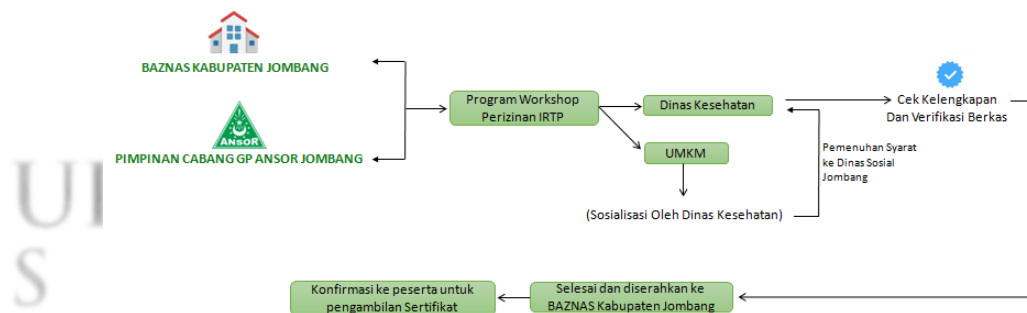 BAZNAS KABUPATEN JOMBANG
ANSOR
PIMPINAN CABANG GP ANSOR JOMBANG
Program Workshop
Perizinan IRTP
Dinas Kesehatan
UMKM
(Sosialisasi Oleh Dinas Kesehatan)
Cek Kelengkapan
Dan Verifikasi Berkas
Pemenuhan Syarat
ke Dinas Sosial
Jombang
U
S
Konfirmasi ke peserta untuk
pengambilan Sertifikat
Selesai dan diserahkan ke
BAZNAS Kabupaten Jombang